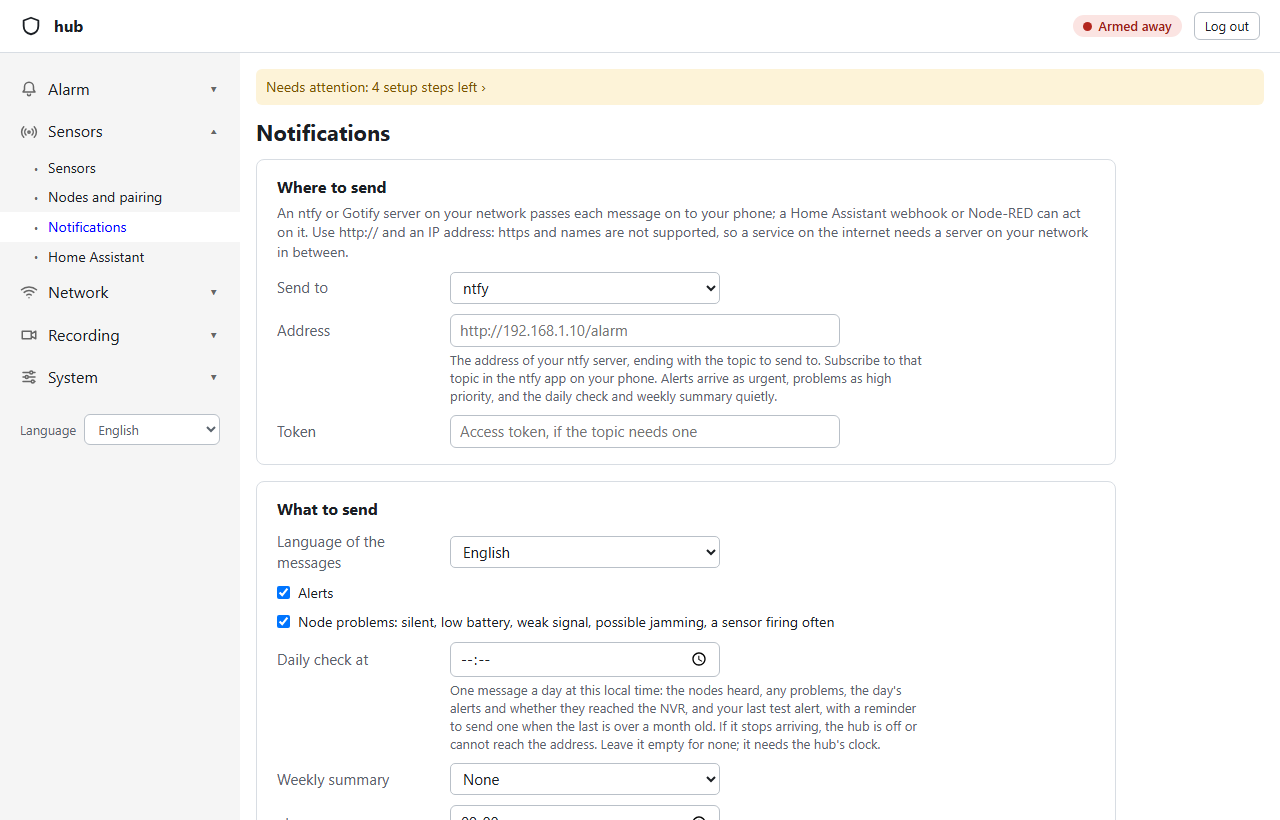 hub
Armed away
Log out
Alarm
Sensors
Sensors
Nodes and pairing
Notifications
Home Assistant
Network
Recording
System
Language
English
Needs attention: 4 setup steps left ›
Notifications
Where to send
An ntfy or Gotify server on your network passes each message on to your phone; a Home Assistant webhook or Node-RED can act
on it. Use http:// and an IP address: https and names are not supported, so a service on the internet needs a server on your network
in between.
Send to
ntfy
Address
http://192.168.1.10/alarm
The address of your ntfy server, ending with the topic to send to. Subscribe to that
topic in the ntfy app on your phone. Alerts arrive as urgent, problems as high
priority, and the daily check and weekly summary quietly.
Token
Access token, if the topic needs one
What to send
Language of the
messages
English
Alerts
Node problems: silent, low battery, weak signal, possible jamming, a sensor firing often
Daily check at
--:--
One message a day at this local time: the nodes heard, any problems, the day's
alerts and whether they reached the NVR, and your last test alert, with a reminder
to send one when the last is over a month old. If it stops arriving, the hub is off or
cannot reach the address. Leave it empty for none; it needs the hub's clock.
Weekly summary
None